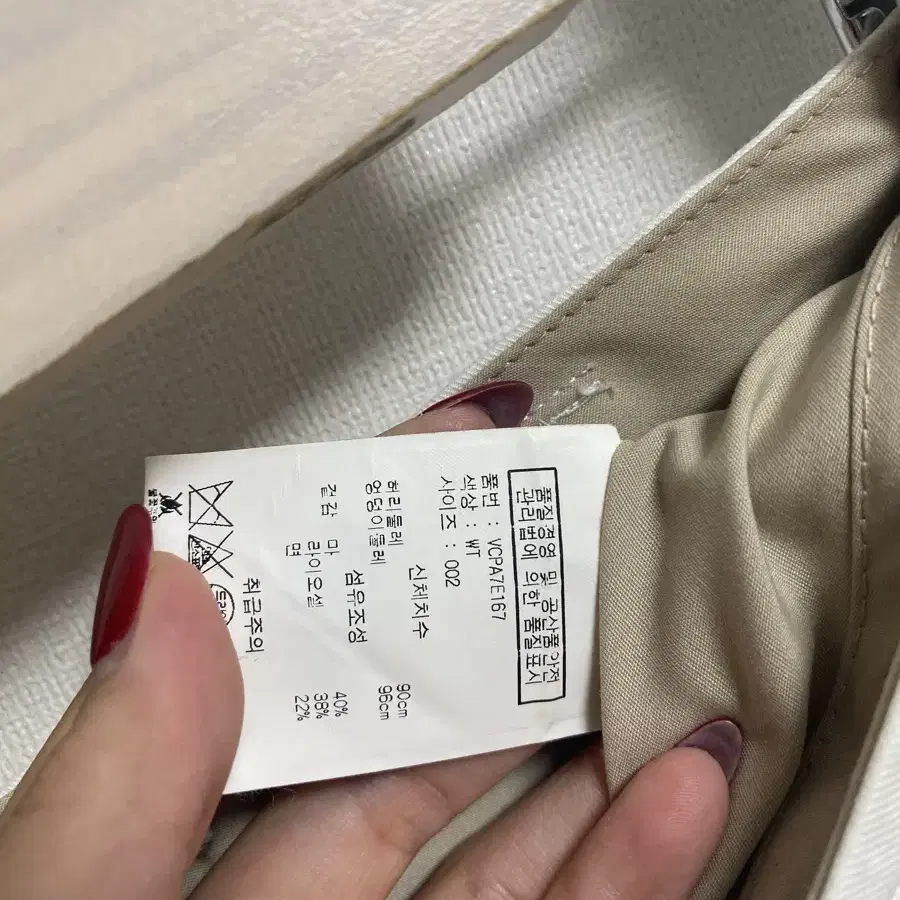 품질경영 및 공산품안전
관리법에 의한 품질표시
품번 : VCPA7E167
색상 : WT
사이즈 : 002
신체치수
허리둘레 90cm
엉덩이둘레 96cm
섬유조성
겉감 마 40%
라이오셀 38%
면 22%
취급주의